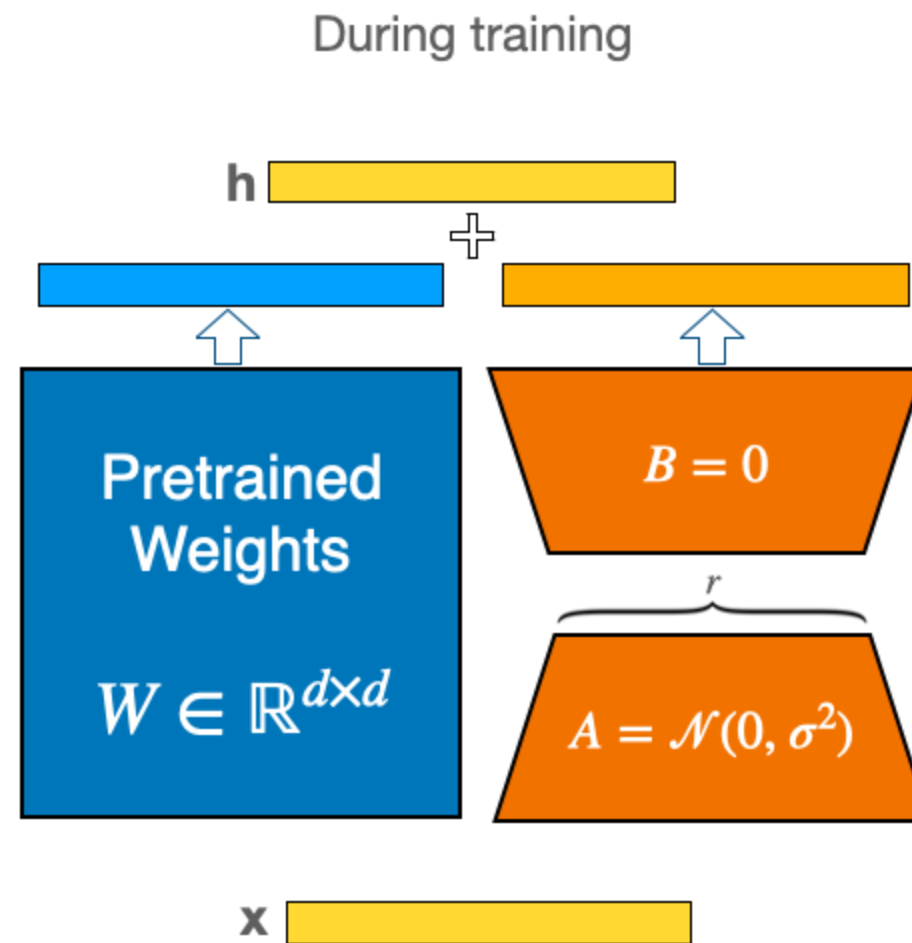 During training
h
Pretrained
Weights
W ∈ ℝ^{d×d}
B = 0
r
A = 𝒩(0, σ²)
x